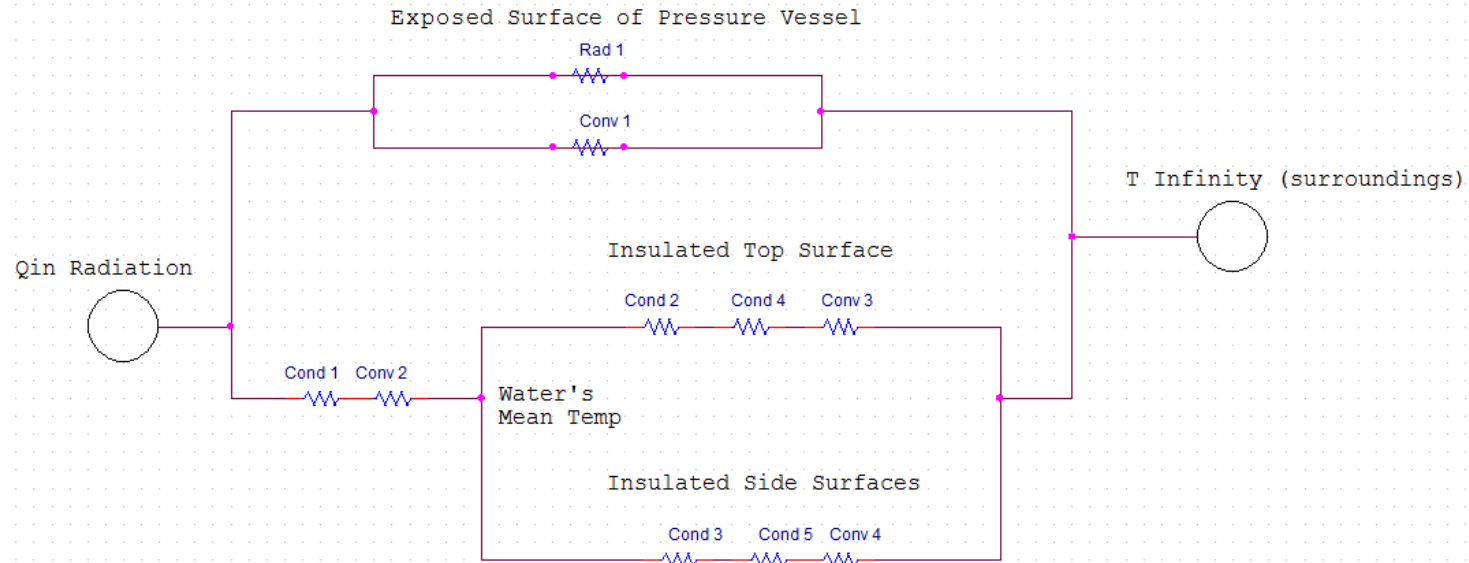 Exposed Surface of Pressure Vessel
Rad 1
Conv 1
T Infinity (surroundings)
Insulated Top Surface
Qin Radiation
Cond 2
Cond 4
Conv 3
Cond 1
Conv 2
Water's
Mean Temp
Insulated Side Surfaces
Cond 3
Cond 5
Conv 4